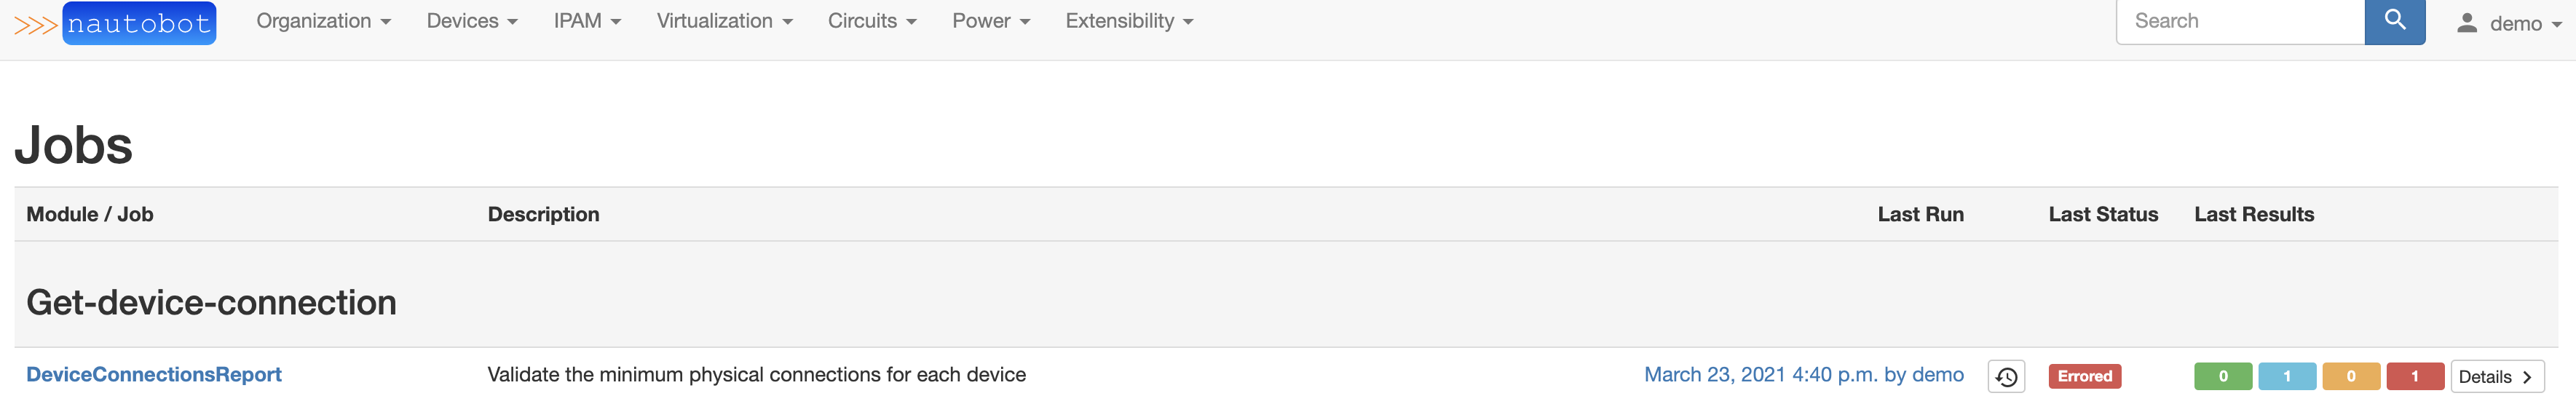 >>> nautobot Organization Devices IPAM Virtualization Circuits Power Extensibility Search demo
Jobs
Module / Job Description Last Run Last Status Last Results
Get-device-connection
DeviceConnectionsReport Validate the minimum physical connections for each device March 23, 2021 4:40 p.m. by demo Errored 0 1 0 1 Details